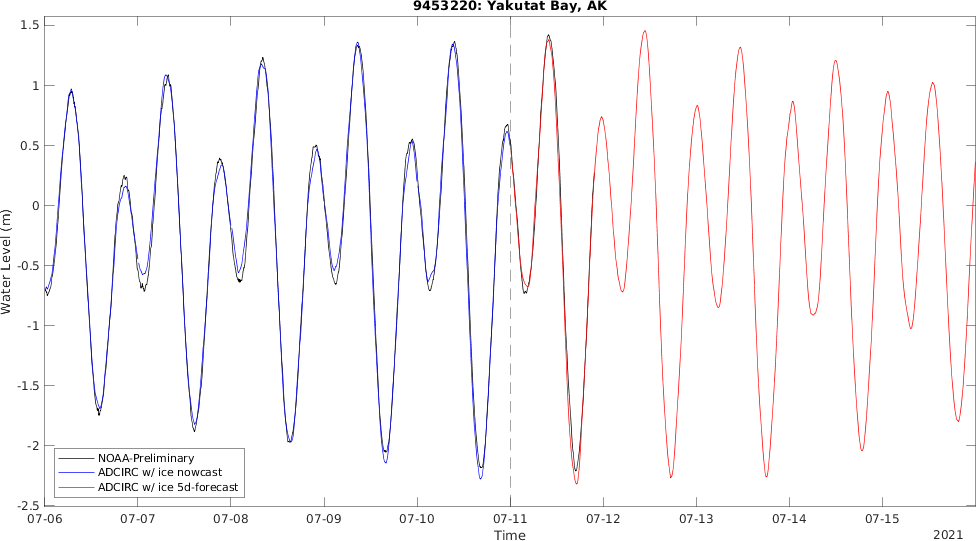 9453220: Yakutat Bay, AK
Water Level (m)
1.5
1
0.5
0
-0.5
-1
-1.5
-2
-2.5
NOAA-Preliminary
ADCIRC w/ ice nowcast
ADCIRC w/ ice 5d-forecast
07-06 07-07 07-08 07-09 07-10 07-11 07-12 07-13 07-14 07-15
Time
2021